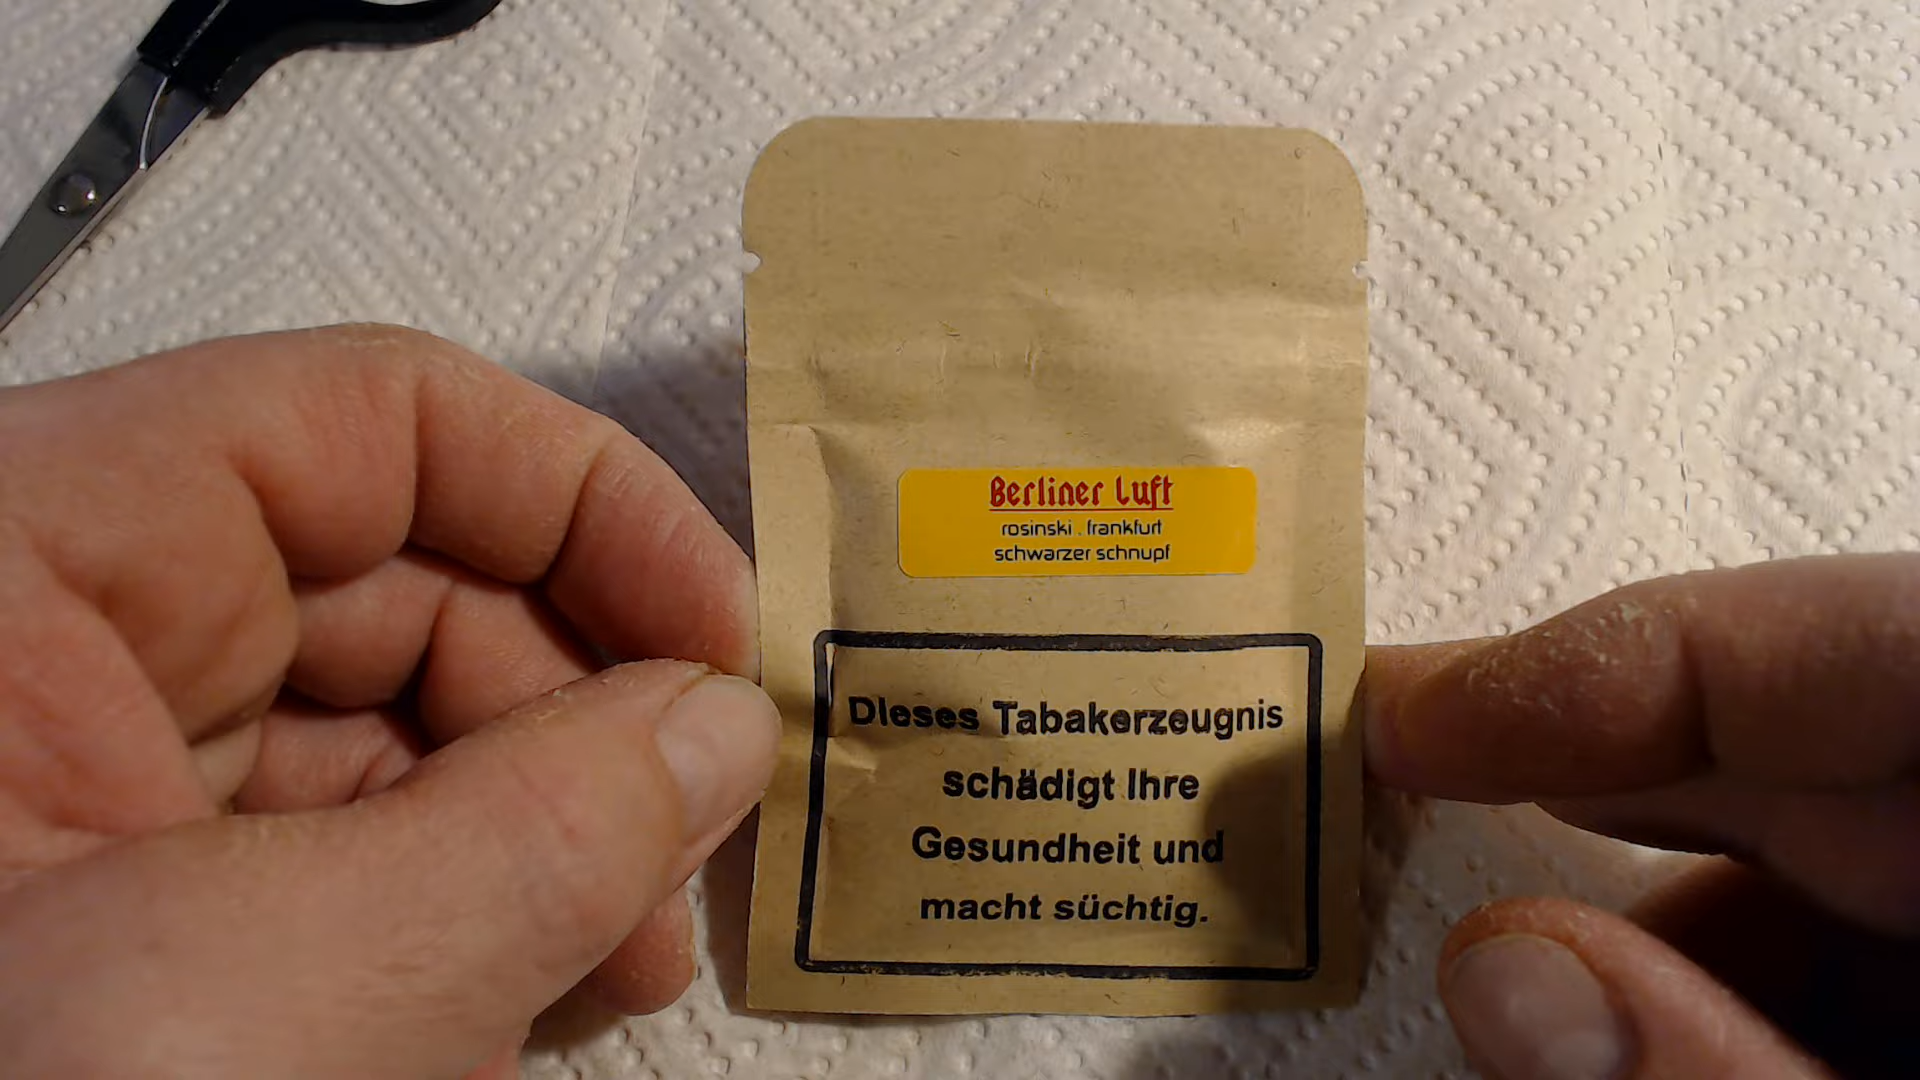 Berliner Luft
rosinski . frankfurt
schwarzer schnupf
Dieses Tabakerzeugnis
schädigt Ihre
Gesundheit und
macht süchtig.